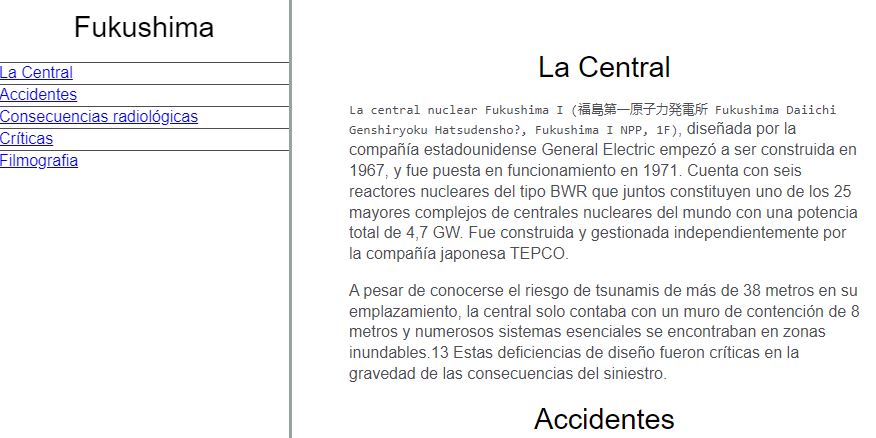 Fukushima
La Central
Accidentes
Consecuencias radiológicas
Críticas
Filmografia
La Central
La central nuclear Fukushima I (福島第一原子力発電所 Fukushima Daiichi
Genshiryoku Hatsudensho?, Fukushima I NPP, 1F), diseñada por la
compañía estadounidense General Electric empezó a ser construida en
1967, y fue puesta en funcionamiento en 1971. Cuenta con seis
reactores nucleares del tipo BWR que juntos constituyen uno de los 25
mayores complejos de centrales nucleares del mundo con una potencia
total de 4,7 GW. Fue construida y gestionada independientemente por
la compañía japonesa TEPCO.
A pesar de conocerse el riesgo de tsunamis de más de 38 metros en su
emplazamiento, la central solo contaba con un muro de contención de 8
metros y numerosos sistemas esenciales se encontraban en zonas
inundables.13 Estas deficiencias de diseño fueron críticas en la
gravedad de las consecuencias del siniestro.
Accidentes